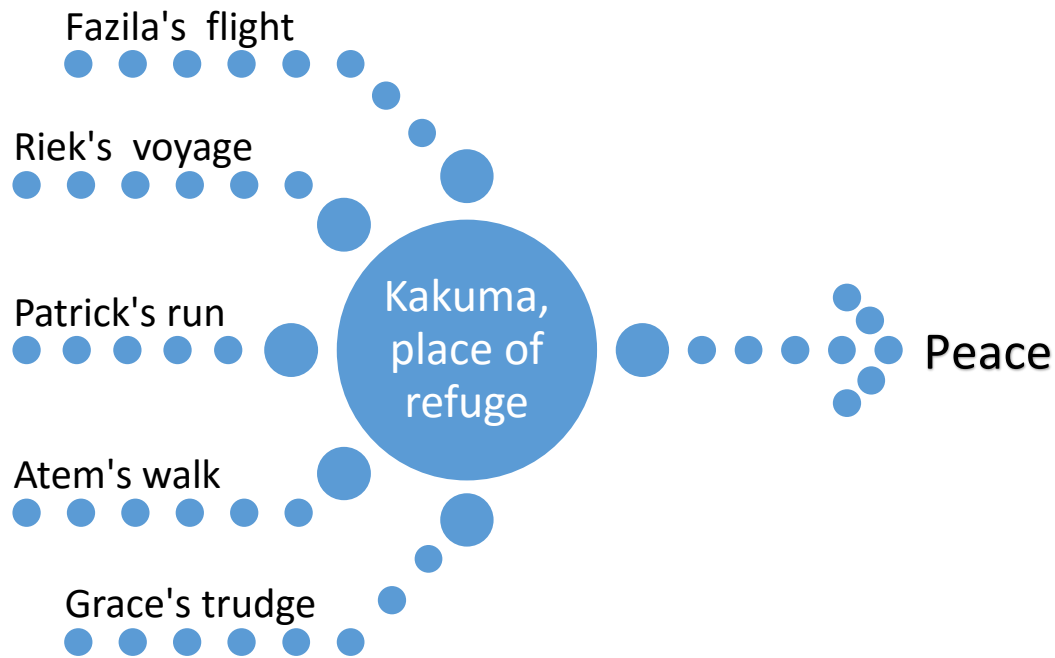 Fazila's flight
Riek's voyage
Patrick's run
Atem's walk
Grace's trudge
Kakuma,
place of
refuge
Peace